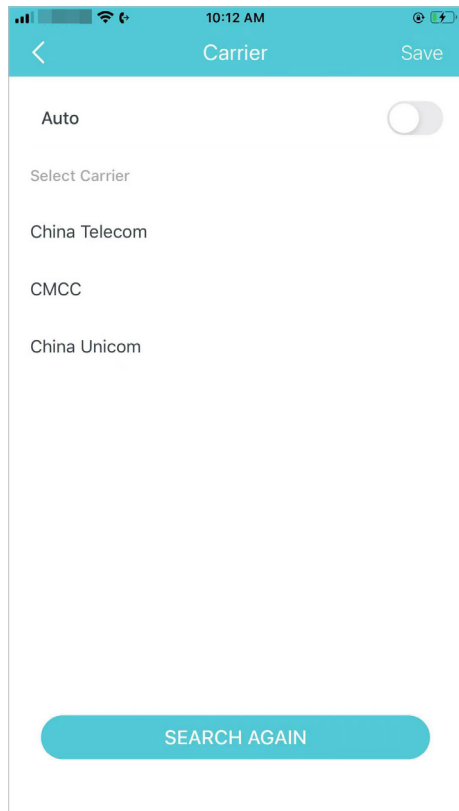 10:12 AM
Carrier
Save
Auto
Select Carrier
China Telecom
CMCC
China Unicom
SEARCH AGAIN